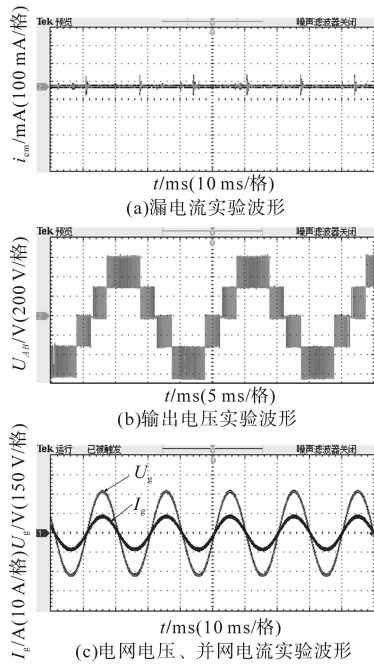 Tek 预览 噪声滤波器关闭
i_cm/mA(100 mA/格)
2
t/ms(10 ms/格)
(a)漏电流实验波形
Tek 预览 噪声滤波器关闭
U_AB/V(200 V/格)
2
t/ms(5 ms/格)
(b)输出电压实验波形
Tek 运行 已被触发 噪声滤波器关闭
I_g/A(10 A/格)U_g/V(150 V/格)
U_g
I_g
1
t/ms(10 ms/格)
(c)电网电压、并网电流实验波形